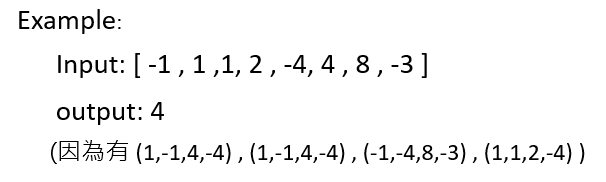 Example:
Input: [ -1 , 1 ,1, 2 , -4, 4 , 8 , -3 ]
output: 4
(因為有 (1,-1,4,-4) , (1,-1,4,-4) , (-1,-4,8,-3) , (1,1,2,-4) )